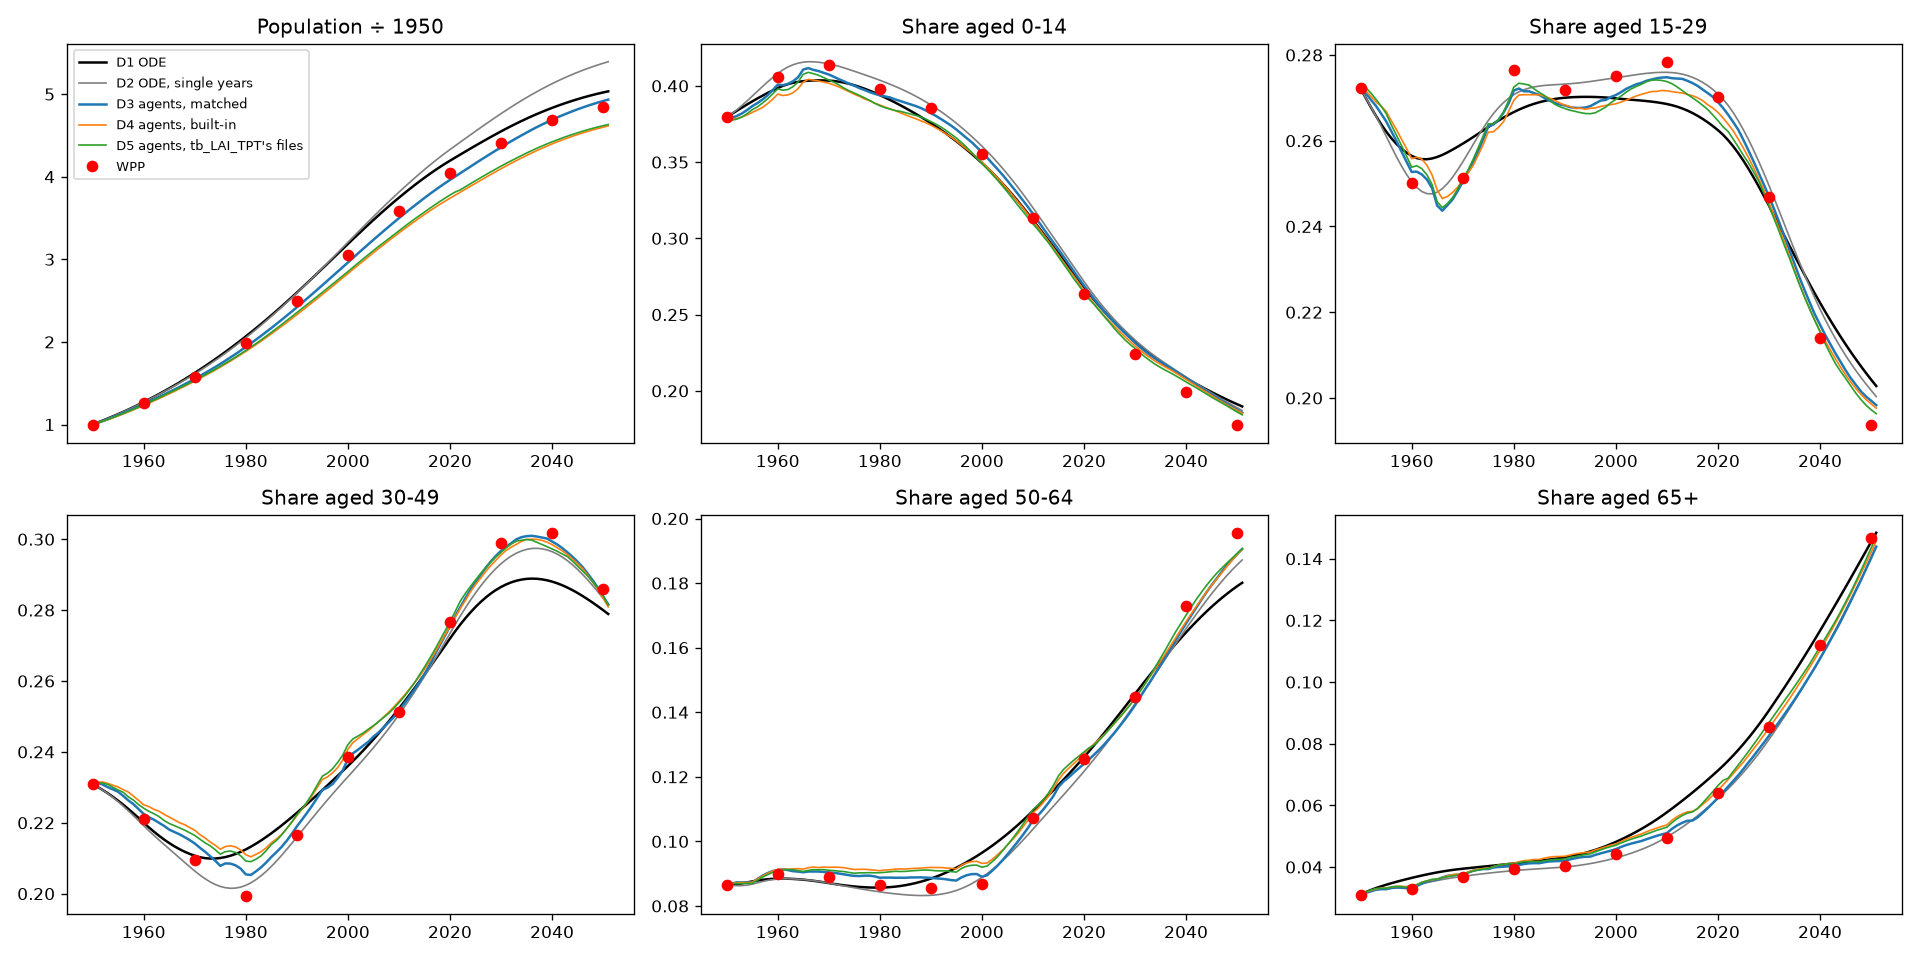 Population ÷ 1950
D1 ODE
D2 ODE, single years
D3 agents, matched
D4 agents, built-in
D5 agents, tb_LAI_TPT's files
WPP
5
4
3
2
1
1960 1980 2000 2020 2040
Share aged 0-14
0.40
0.35
0.30
0.25
0.20
1960 1980 2000 2020 2040
Share aged 15-29
0.28
0.26
0.24
0.22
0.20
1960 1980 2000 2020 2040
Share aged 30-49
0.30
0.28
0.26
0.24
0.22
0.20
1960 1980 2000 2020 2040
Share aged 50-64
0.20
0.18
0.16
0.14
0.12
0.10
0.08
1960 1980 2000 2020 2040
Share aged 65+
0.14
0.12
0.10
0.08
0.06
0.04
1960 1980 2000 2020 2040